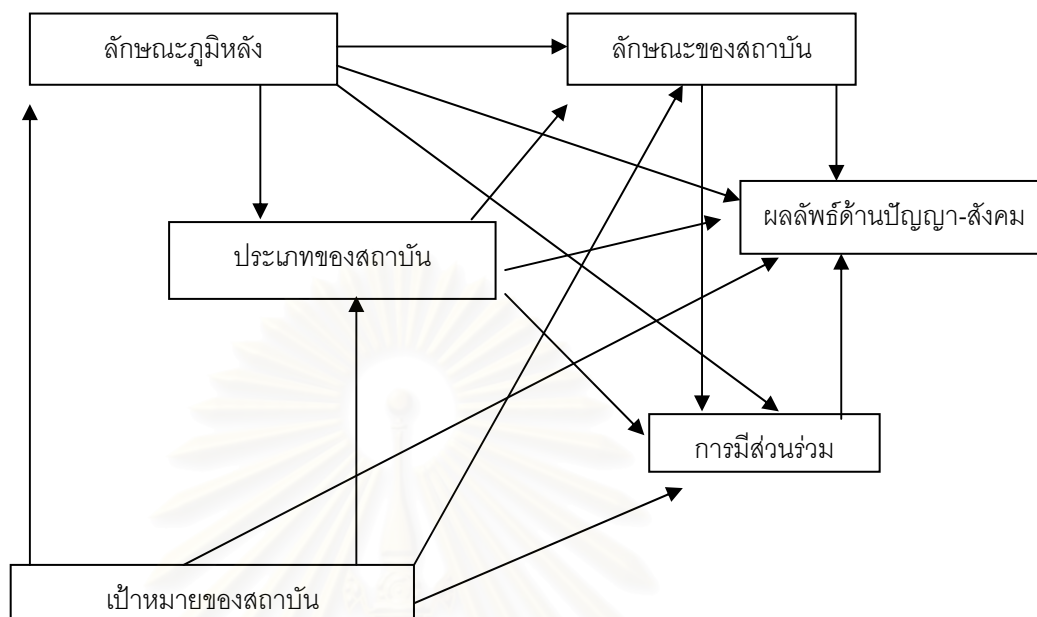 ลักษณะภูมิหลัง
ลักษณะของสถาบัน
ผลลัพธ์ด้านปัญญา-สังคม
ประเภทของสถาบัน
การมีส่วนร่วม
เป้าหมายของสถาบัน